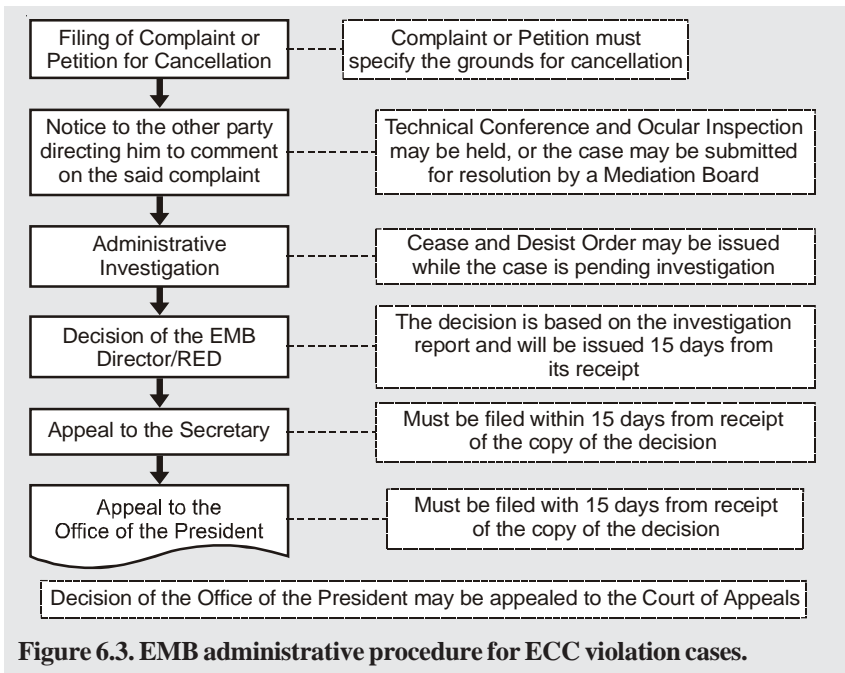 Filing of Complaint or
Petition for Cancellation
Complaint or Petition must
specify the grounds for cancellation
Notice to the other party
directing him to comment
on the said complaint
Technical Conference and Ocular Inspection
may be held, or the case may be submitted
for resolution by a Mediation Board
Administrative
Investigation
Cease and Desist Order may be issued
while the case is pending investigation
Decision of the EMB
Director/RED
The decision is based on the investigation
report and will be issued 15 days from
its receipt
Appeal to the Secretary
Must be filed within 15 days from receipt
of the copy of the decision
Appeal to the
Office of the President
Must be filed with 15 days from receipt
of the copy of the decision
Decision of the Office of the President may be appealed to the Court of Appeals
Figure 6.3. EMB administrative procedure for ECC violation cases.